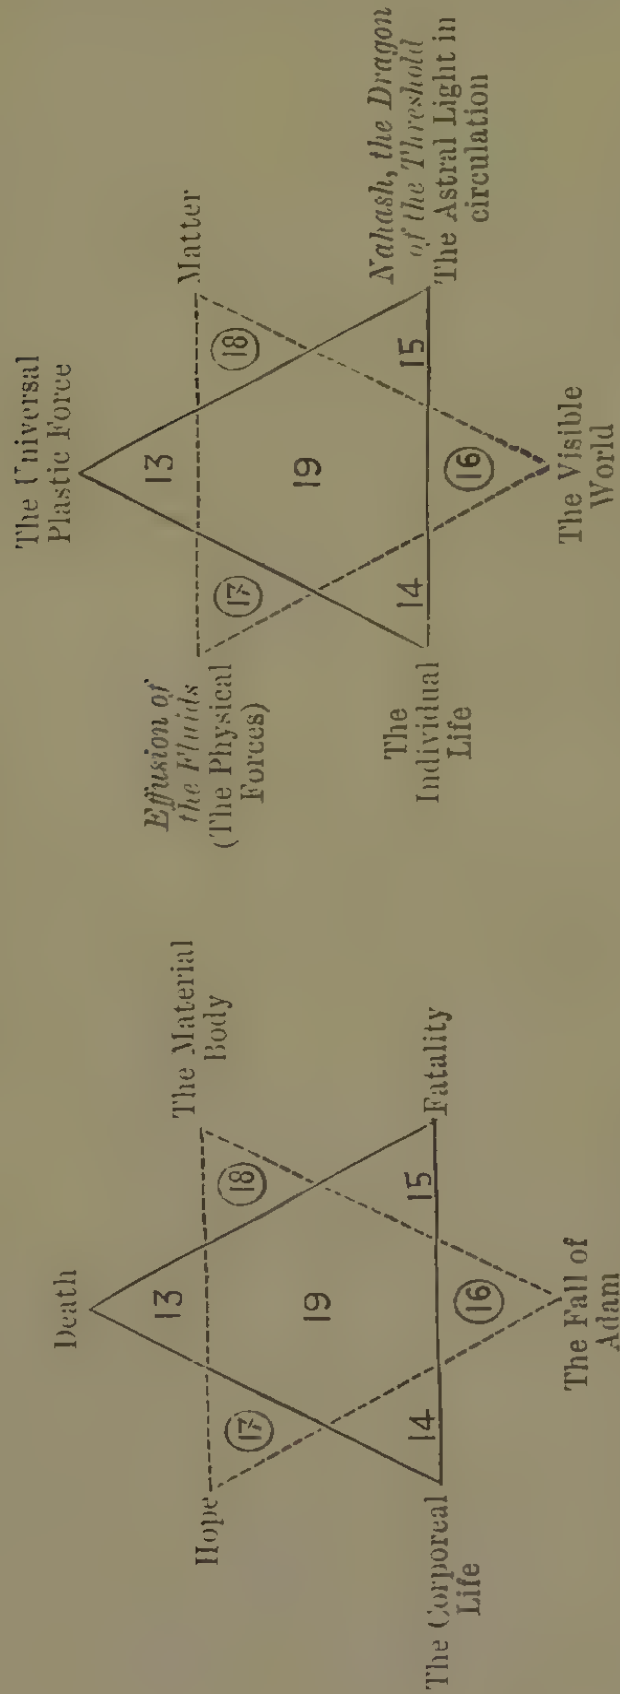 Death
Hope
The Material
Body
17
13
18
19
14
15
16
The Corporeal
Life
Fatality
The Fall of
Adam
The Universal
Plastic Force
Effusion of
the Fluids
(The Physical
Forces)
Matter
17
13
18
19
14
15
16
The
Individual
Life
Nahash, the Dragon
of the Threshold
The Astral Light in
circulation
The Visible
World